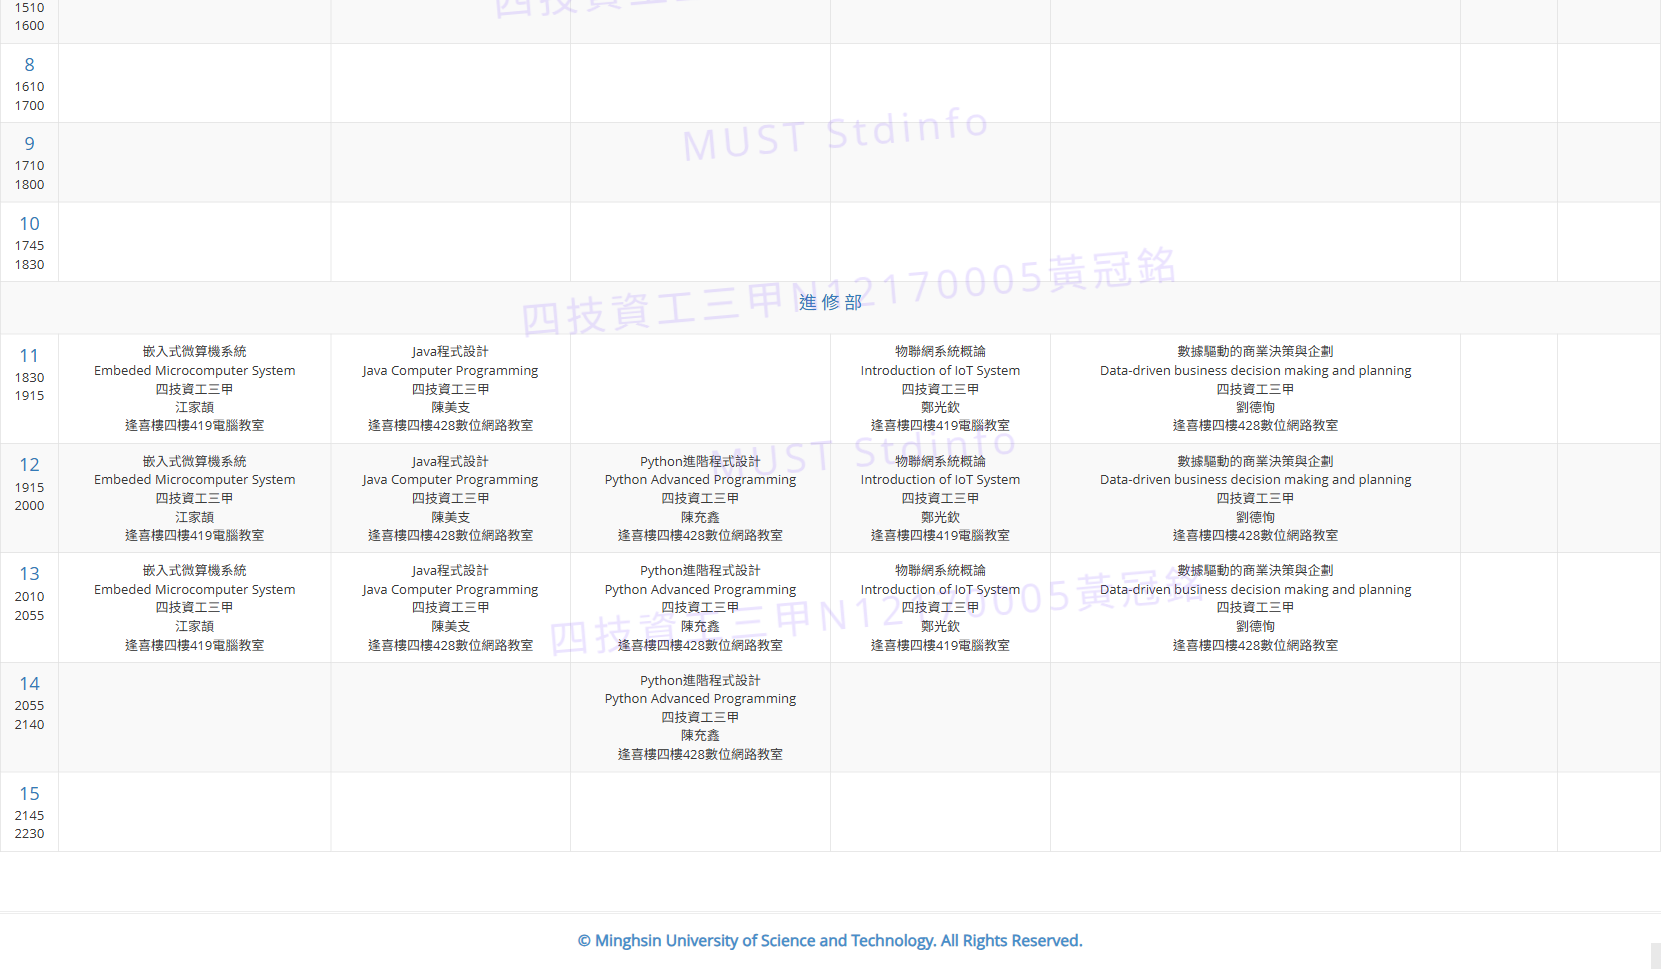 1510
1600
四技資工三
8
1610
1700
MUST Stdinfo
9
1710
1800
10
1745
1830
四技資工三甲N12170005黃冠銘
進修部
11
1830
1915
嵌入式微算機系統
Embeded Microcomputer System
四技資工三甲
江家頡
逢喜樓四樓419電腦教室
Java程式設計
Java Computer Programming
四技資工三甲
陳美支
逢喜樓四樓428數位網路教室
物聯網系統概論
Introduction of IoT System
四技資工三甲
鄭光欽
逢喜樓四樓419電腦教室
數據驅動的商業決策與企劃
Data-driven business decision making and planning
四技資工三甲
劉德恂
逢喜樓四樓428數位網路教室
MUST Stdinfo
12
1915
2000
嵌入式微算機系統
Embeded Microcomputer System
四技資工三甲
江家頡
逢喜樓四樓419電腦教室
Java程式設計
Java Computer Programming
四技資工三甲
陳美支
逢喜樓四樓428數位網路教室
Python進階程式設計
Python Advanced Programming
四技資工三甲
陳充鑫
逢喜樓四樓428數位網路教室
物聯網系統概論
Introduction of IoT System
四技資工三甲
鄭光欽
逢喜樓四樓419電腦教室
數據驅動的商業決策與企劃
Data-driven business decision making and planning
四技資工三甲
劉德恂
逢喜樓四樓428數位網路教室
13
2010
2055
嵌入式微算機系統
Embeded Microcomputer System
四技資工三甲
江家頡
逢喜樓四樓419電腦教室
Java程式設計
Java Computer Programming
四技資工三甲
陳美支
逢喜樓四樓428數位網路教室
Python進階程式設計
Python Advanced Programming
四技資工三甲
陳充鑫
逢喜樓四樓428數位網路教室
物聯網系統概論
Introduction of IoT System
四技資工三甲
鄭光欽
逢喜樓四樓419電腦教室
數據驅動的商業決策與企劃
Data-driven business decision making and planning
四技資工三甲
劉德恂
逢喜樓四樓428數位網路教室
四技資工三甲N12170005黃冠銘
14
2055
2140
Python進階程式設計
Python Advanced Programming
四技資工三甲
陳充鑫
逢喜樓四樓428數位網路教室
15
2145
2230
© Minghsin University of Science and Technology. All Rights Reserved.